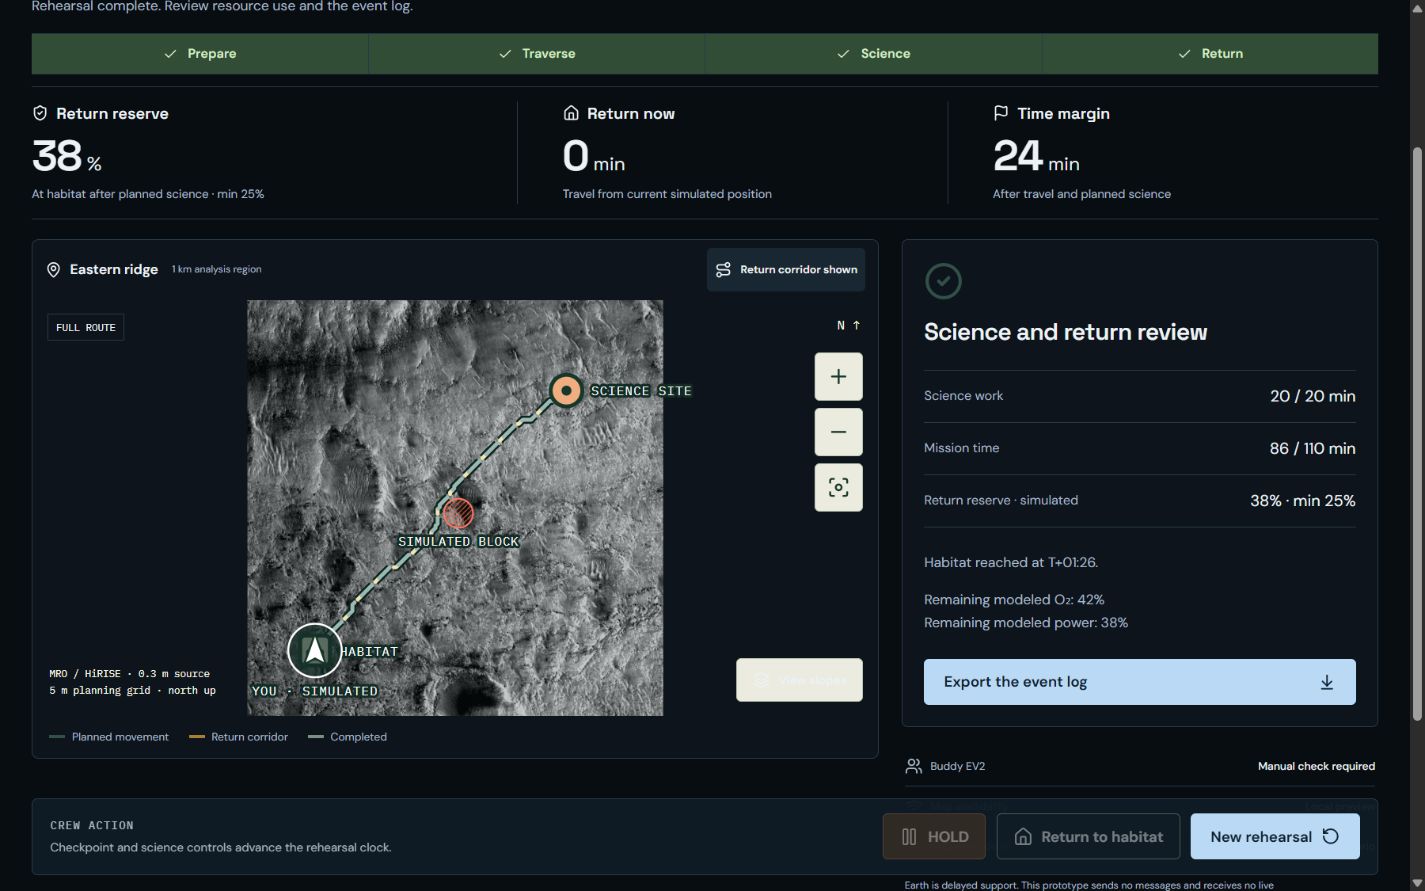 Rehearsal complete. Review resource use and the event log.
Prepare
Traverse
Science
Return
Return reserve
38 %
At habitat after planned science · min 25%
Return now
0 min
Travel from current simulated position
Time margin
24 min
After travel and planned science
Eastern ridge
1 km analysis region
Return corridor shown
FULL ROUTE
N ↑
SCIENCE SITE
SIMULATED BLOCK
HABITAT
YOU · SIMULATED
MRO / HiRISE · 0.3 m source
5 m planning grid · north up
View slopes
Planned movement
Return corridor
Completed
Science and return review
Science work
20 / 20 min
Mission time
86 / 110 min
Return reserve · simulated
38% · min 25%
Habitat reached at T+01:26.
Remaining modeled O₂: 42%
Remaining modeled power: 38%
Export the event log
Buddy EV2
Manual check required
Local preview
CREW ACTION
Checkpoint and science controls advance the rehearsal clock.
HOLD
Return to habitat
New rehearsal
Earth is delayed support. This prototype sends no messages and receives no live